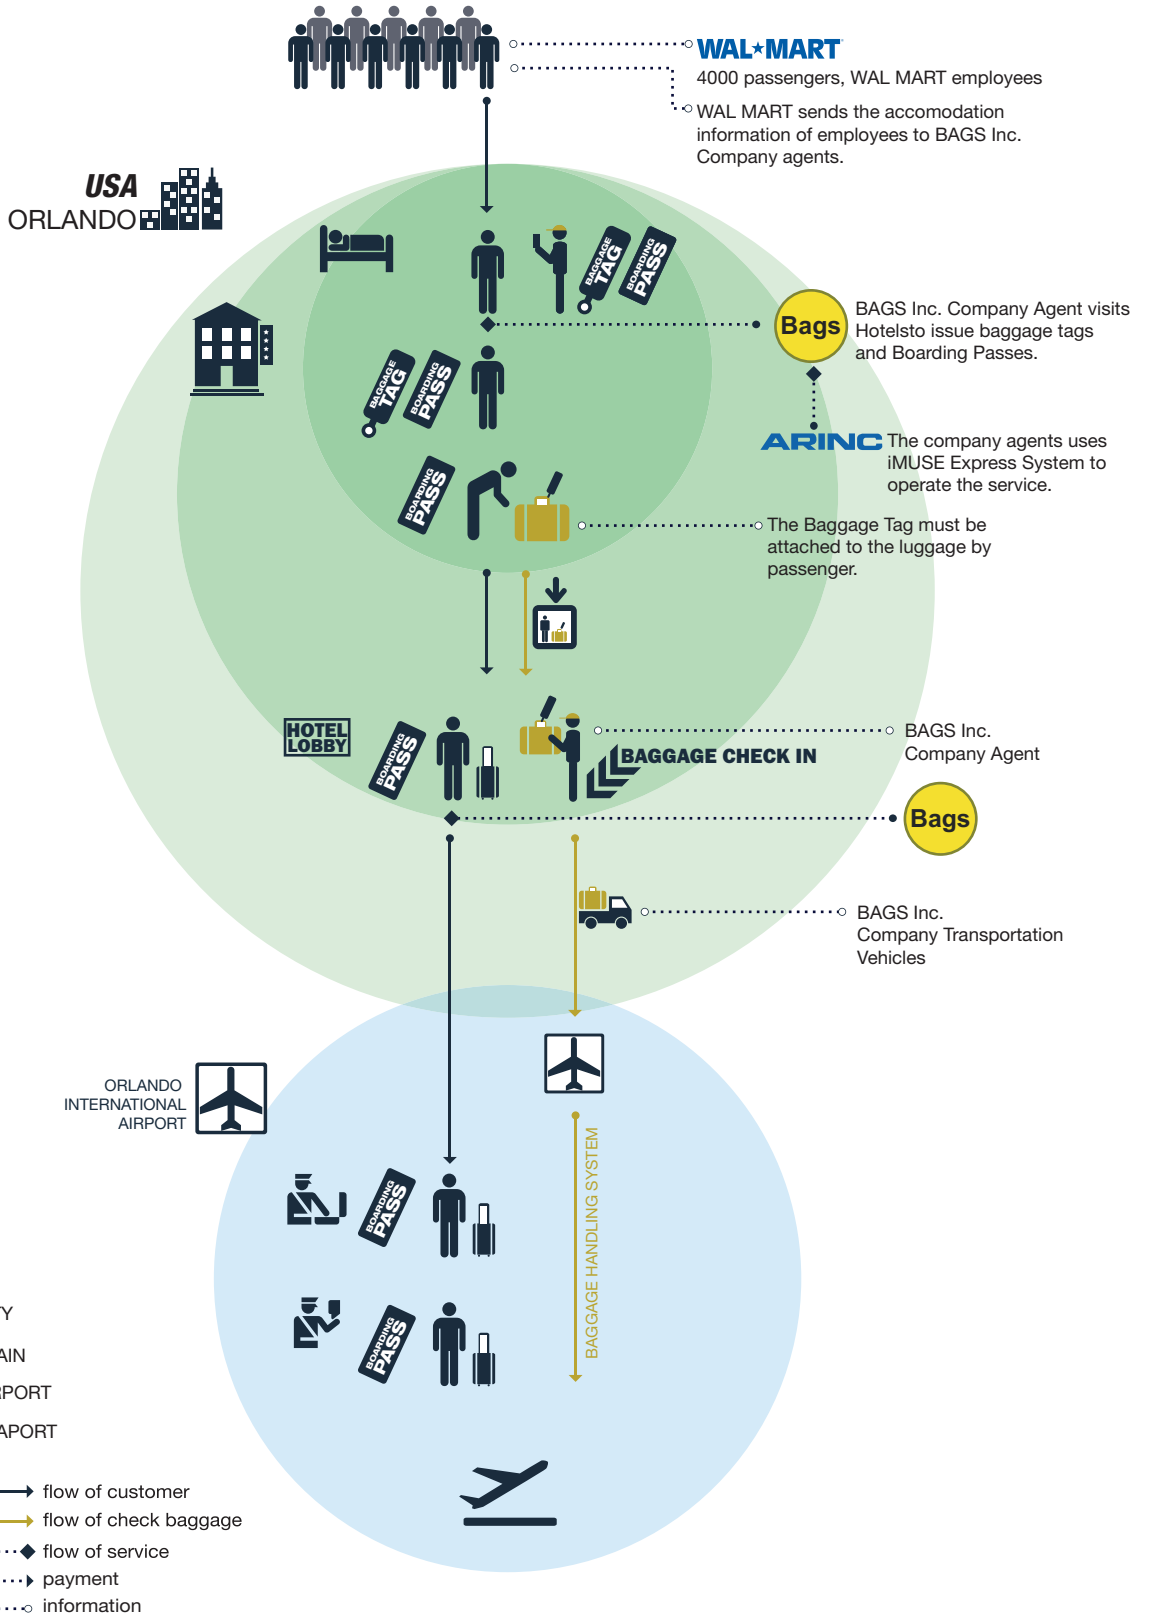 WAL★MART
4000 passengers, WAL MART employees
WAL MART sends the accomodation
information of employees to BAGS Inc.
Company agents.
USA
ORLANDO
BAGGAGE
TAG
BOARDING
PASS
Bags
BAGS Inc. Company Agent visits
Hotelsto issue baggage tags
and Boarding Passes.
BAGGAGE
TAG
BOARDING
PASS
ARINC
The company agents uses
iMUSE Express System to
operate the service.
BOARDING
PASS
The Baggage Tag must be
attached to the luggage by
passenger.
HOTEL
LOBBY
BOARDING
PASS
BAGGAGE CHECK IN
BAGS Inc.
Company Agent
Bags
BAGS Inc.
Company Transportation
Vehicles
ORLANDO
INTERNATIONAL
AIRPORT
BAGGAGE HANDLING SYSTEM
BOARDING
PASS
BOARDING
PASS
TY
AIN
RPORT
APORT
flow of customer
flow of check baggage
flow of service
payment
information